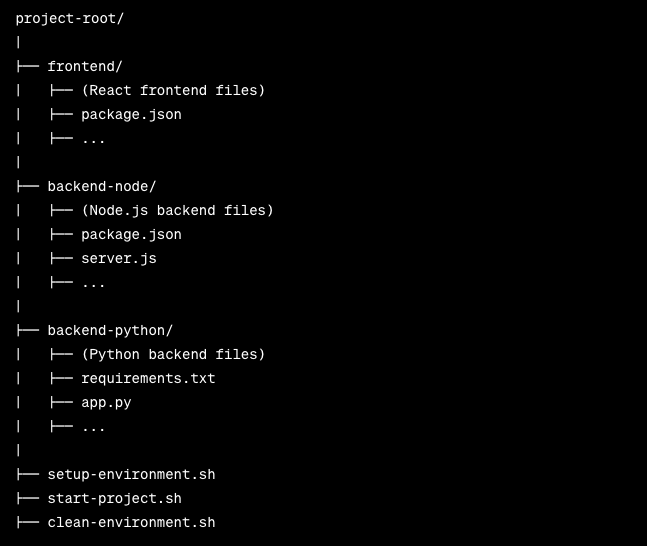 project-root/
|
├── frontend/
|   ├── (React frontend files)
|   ├── package.json
|   ├── ...
|
├── backend-node/
|   ├── (Node.js backend files)
|   ├── package.json
|   ├── server.js
|   ├── ...
|
├── backend-python/
|   ├── (Python backend files)
|   ├── requirements.txt
|   ├── app.py
|   ├── ...
|
├── setup-environment.sh
├── start-project.sh
├── clean-environment.sh